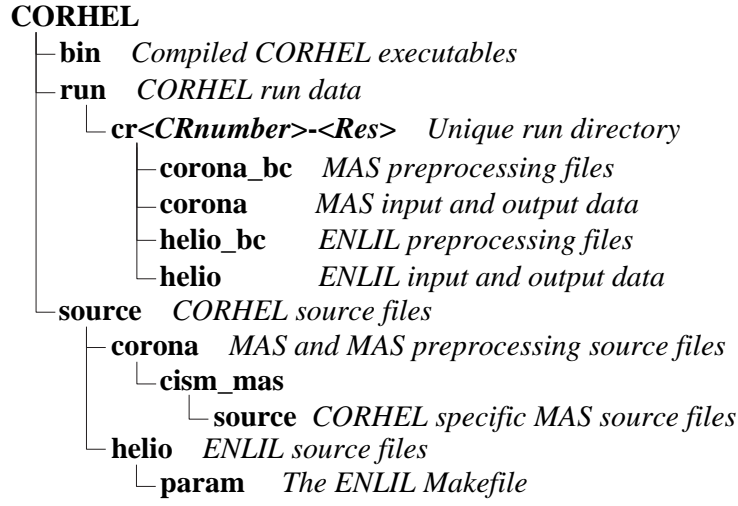 CORHEL
bin Compiled CORHEL executables
run CORHEL run data
cr<CRnumber>-<Res> Unique run directory
corona_bc MAS preprocessing files
corona MAS input and output data
helio_bc ENLIL preprocessing files
helio ENLIL input and output data
source CORHEL source files
corona MAS and MAS preprocessing source files
cism_mas
source CORHEL specific MAS source files
helio ENLIL source files
param The ENLIL Makefile